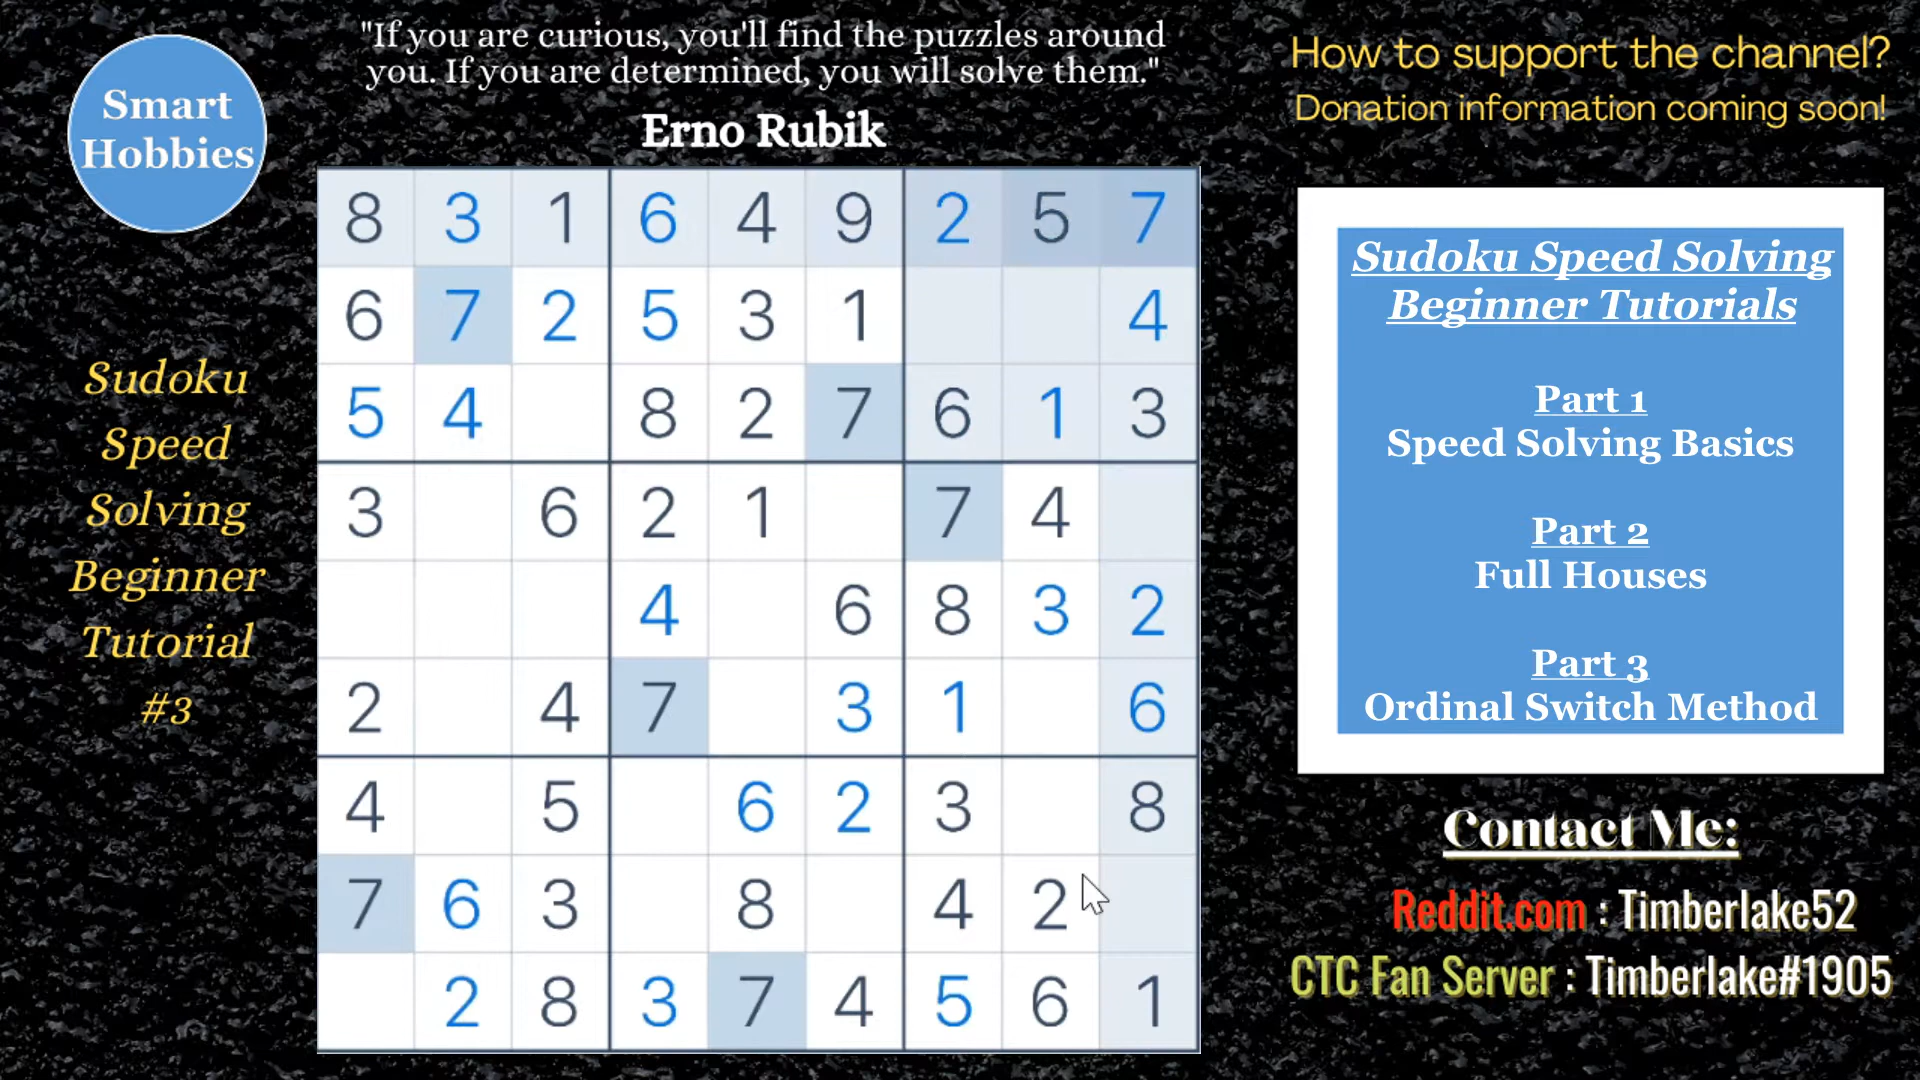 Smart
Hobbies
"If you are curious, you'll find the puzzles around
you. If you are determined, you will solve them."
Erno Rubik
How to support the channel?
Donation information coming soon!
Sudoku
Speed
Solving
Beginner
Tutorial
#3
8 3 1 6 4 9 2 5 7
6 7 2 5 3 1 4
5 4 8 2 7 6 1 3
3 6 2 1 7 4
4 6 8 3 2
2 4 7 3 1 6
4 5 6 2 3 8
7 6 3 8 4 2
2 8 3 7 4 5 6 1
Sudoku Speed Solving
Beginner Tutorials
Part 1
Speed Solving Basics
Part 2
Full Houses
Part 3
Ordinal Switch Method
Contact Me:
Reddit.com : Timberlake52
CTC Fan Server : Timberlake#1905